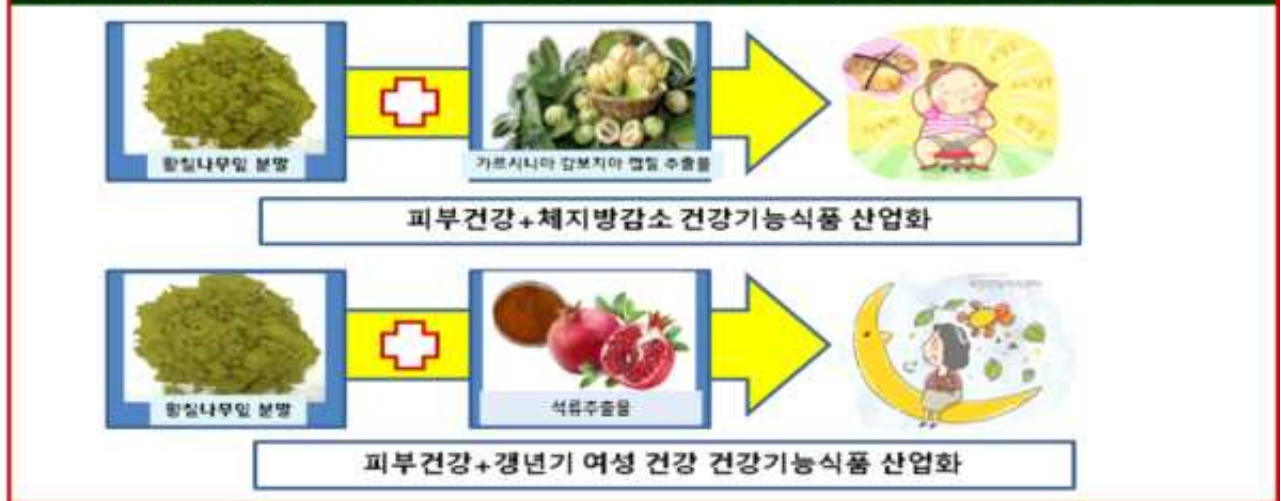 황칠나무잎 분말
가르시니아 캄보지아 껍질 추출물
피부건강+체지방감소 건강기능식품 산업화
황칠나무잎 분말
석류추출물
피부건강+갱년기 여성 건강 건강기능식품 산업화